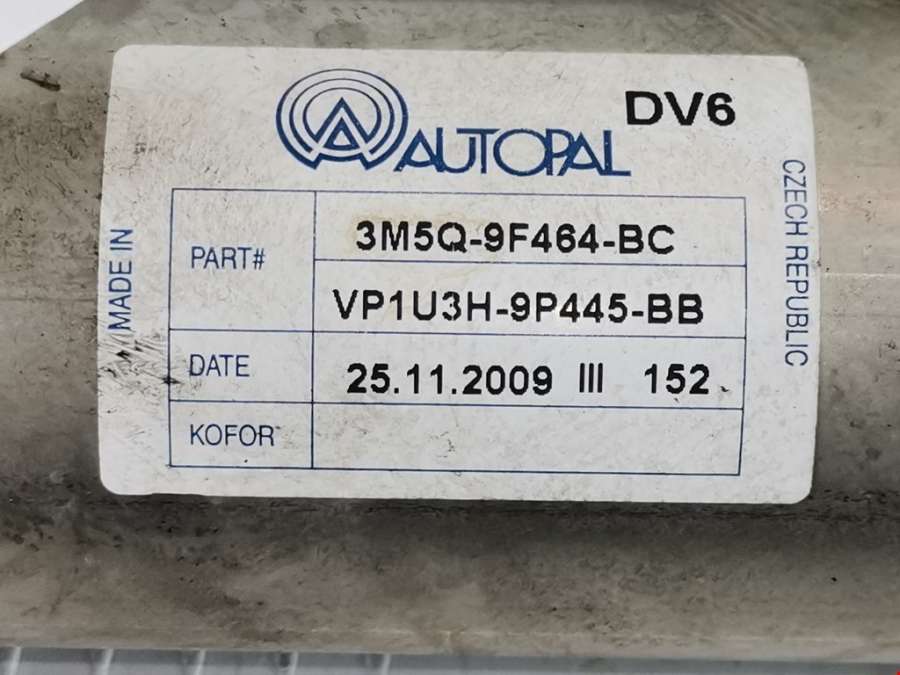 AUTOPAL
DV6
MADE IN
PART#
3M5Q-9F464-BC
VP1U3H-9P445-BB
DATE
25.11.2009 III 152
KOFOR
CZECH REPUBLIC